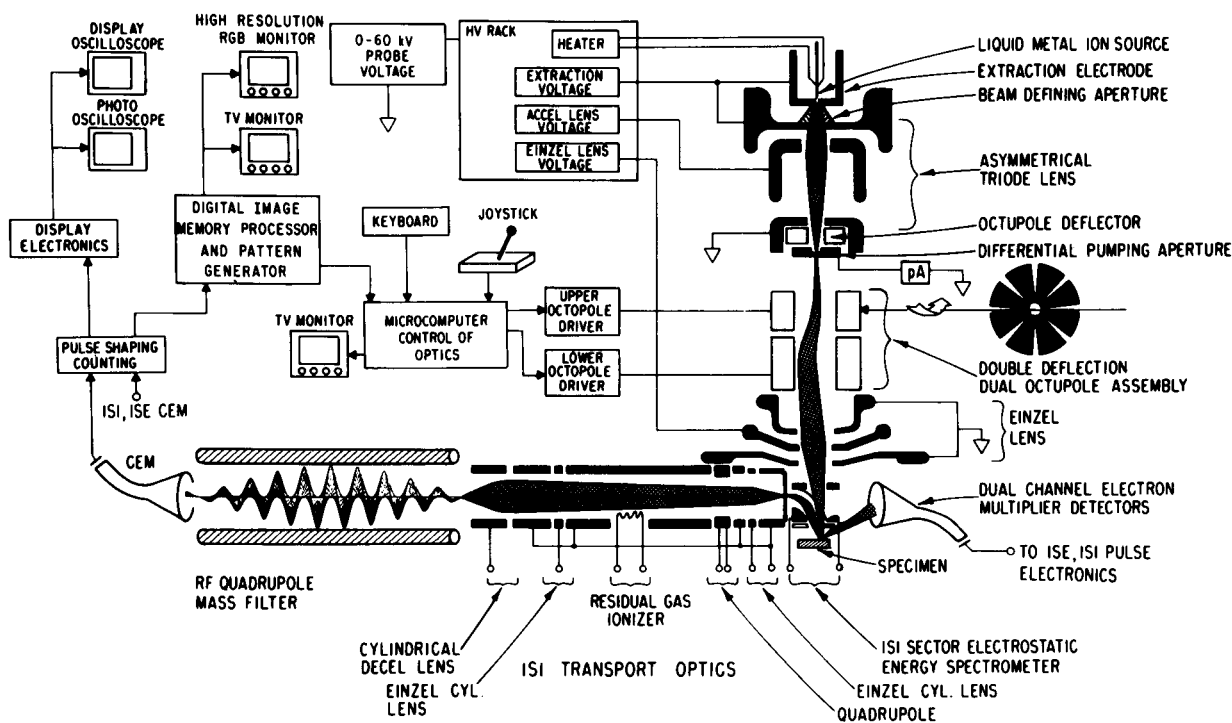 DISPLAY
OSCILLOSCOPE
PHOTO
OSCILLOSCOPE
DISPLAY
ELECTRONICS
HIGH RESOLUTION
RGB MONITOR
TV MONITOR
DIGITAL IMAGE
MEMORY PROCESSOR
AND PATTERN
GENERATOR
PULSE SHAPING
COUNTING
ISI, ISE CEM
CEM
0-60 kV
PROBE
VOLTAGE
HV RACK
HEATER
EXTRACTION
VOLTAGE
ACCEL LENS
VOLTAGE
EINZEL LENS
VOLTAGE
KEYBOARD
JOYSTICK
TV MONITOR
MICROCOMPUTER
CONTROL OF
OPTICS
UPPER
OCTOPOLE
DRIVER
LOWER
OCTOPOLE
DRIVER
LIQUID METAL ION SOURCE
EXTRACTION ELECTRODE
BEAM DEFINING APERTURE
ASYMMETRICAL
TRIODE LENS
OCTUPOLE DEFLECTOR
DIFFERENTIAL PUMPING APERTURE
pA
DOUBLE DEFLECTION
DUAL OCTUPOLE ASSEMBLY
EINZEL
LENS
DUAL CHANNEL ELECTRON
MULTIPLIER DETECTORS
TO ISE, ISI PULSE
ELECTRONICS
SPECIMEN
RF QUADRUPOLE
MASS FILTER
CYLINDRICAL
DECEL LENS
EINZEL CYL.
LENS
RESIDUAL GAS
IONIZER
ISI TRANSPORT OPTICS
ISI SECTOR ELECTROSTATIC
ENERGY SPECTROMETER
EINZEL CYL. LENS
QUADRUPOLE